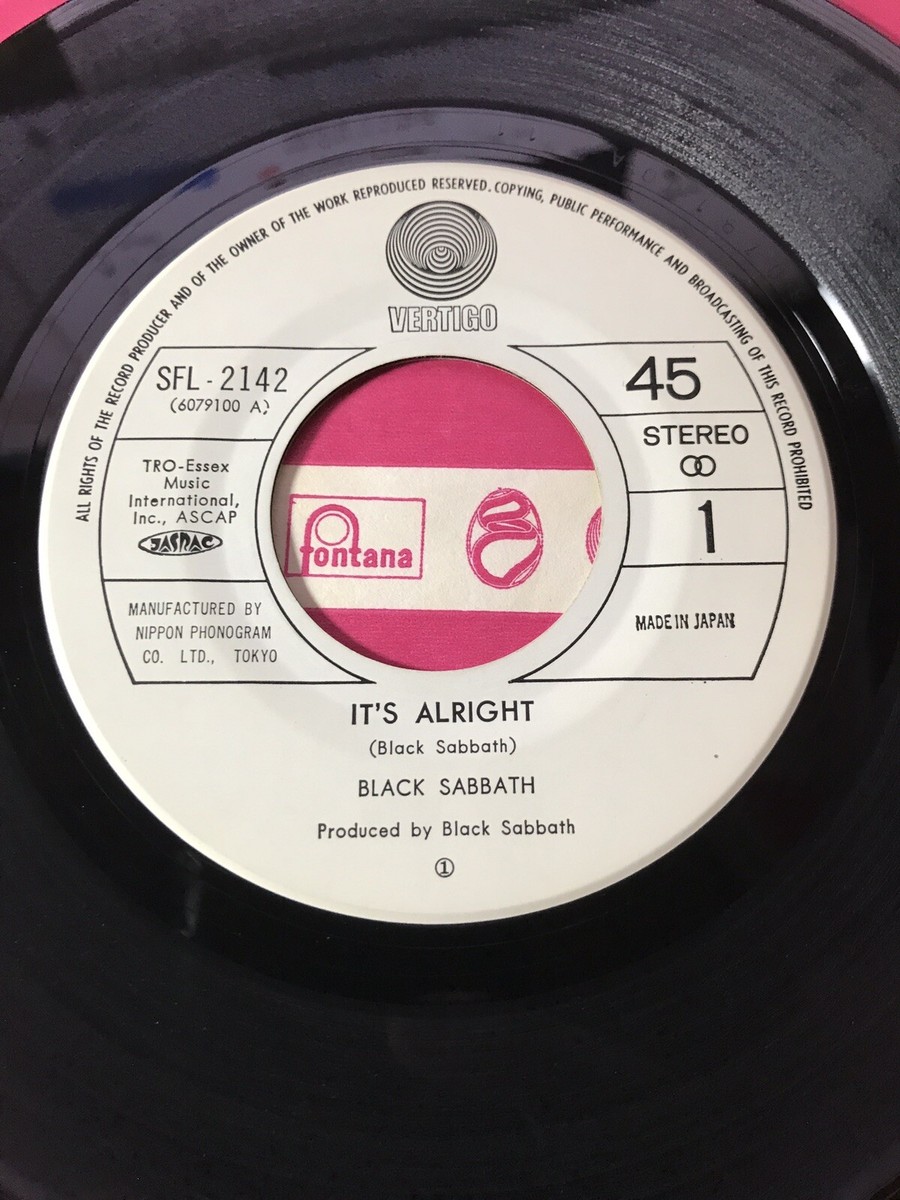 ALL RIGHTS OF THE RECORD PRODUCER AND OF THE OWNER OF THE WORK REPRODUCED RESERVED. COPYING, PUBLIC PERFORMANCE AND BROADCASTING OF THIS RECORD PROHIBITED
VERTIGO
SFL-2142
(6079100 A)
TRO-Essex
Music
International,
Inc., ASCAP
JASRAC
MANUFACTURED BY
NIPPON PHONOGRAM
CO. LTD., TOKYO
45
STEREO
1
MADE IN JAPAN
fontana
IT'S ALRIGHT
(Black Sabbath)
BLACK SABBATH
Produced by Black Sabbath
①